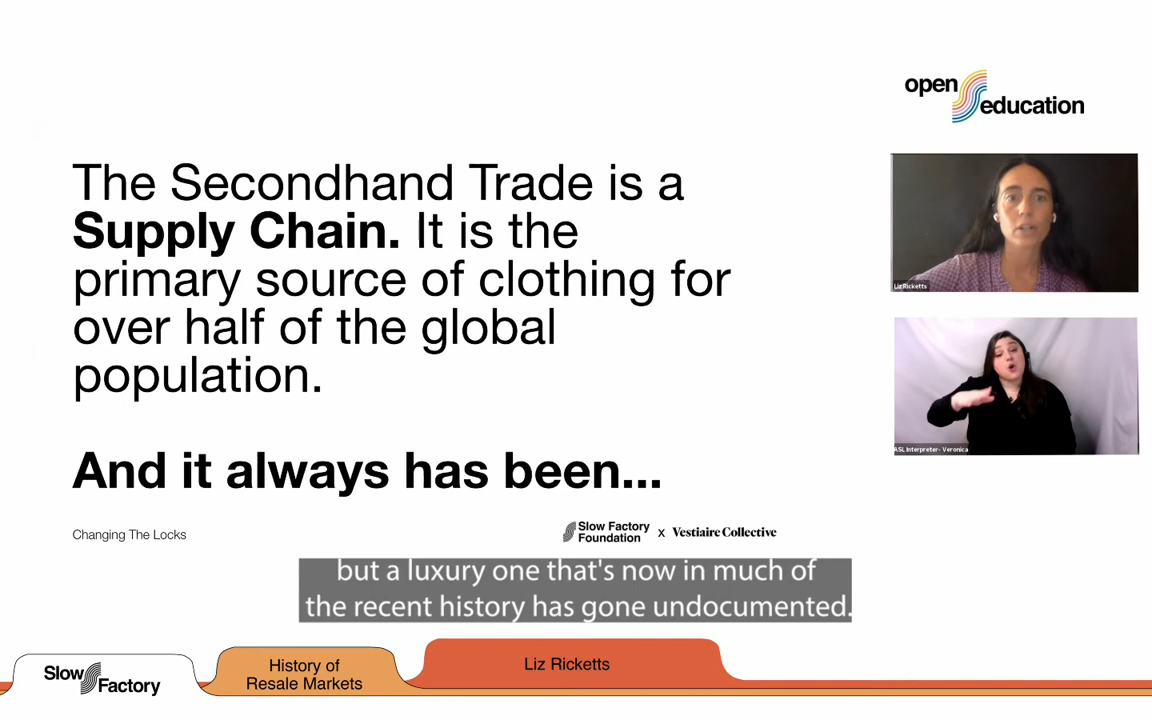 open
education
The Secondhand Trade is a
Supply Chain. It is the
primary source of clothing for
over half of the global
population.
And it always has been...
Liz Ricketts
ASL Interpreter- Veronica
Changing The Locks
Slow Factory
Foundation x Vestiaire Collective
but a luxury one that's now in much of
the recent history has gone undocumented.
Slow
Factory
History of
Resale Markets
Liz Ricketts